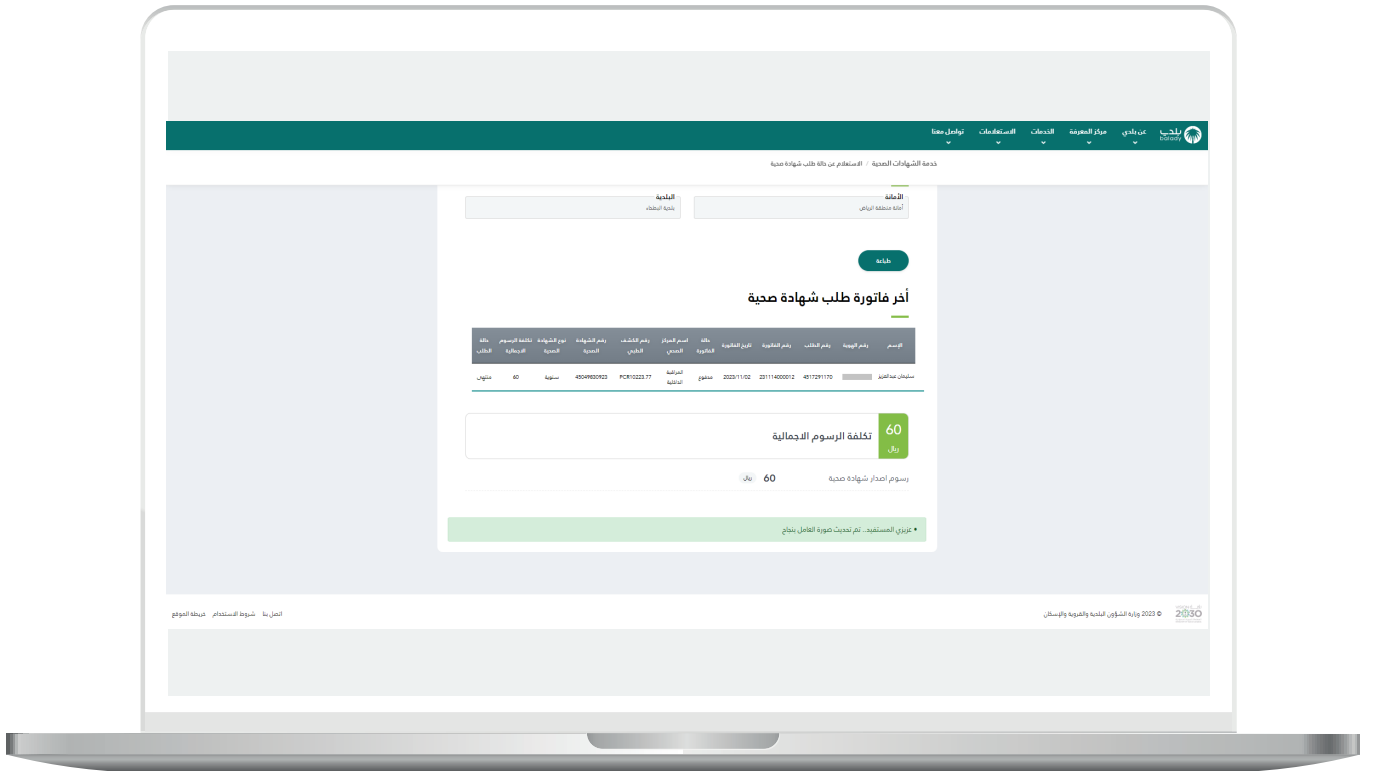 بلدي
balady
عن بلدي
مركز المعرفة
الخدمات
الاستعلامات
تواصل معنا
خدمة الشهادات الصحية / الاستعلام عن حالة طلب شهادة صحية
الأمانة
أمانة منطقة الرياض
البلدية
بلدية البطحاء
طباعة
أخر فاتورة طلب شهادة صحية
الإسم رقم الهوية رقم الطلب رقم الفاتورة تاريخ الفاتورة حالة الفاتورة اسم المركز الصحي رقم الكشف الطبي رقم الشهادة الصحية نوع الشهادة الصحية تكلفة الرسوم الاجمالية حالة الطلب
سليمان عبدالعزيز 4517291170 231114000012 2023/11/02 مدفوع المراقبة الداخلية PCR10223.77 45049830923 سنوية 60 منتهي
60
ريال
تكلفة الرسوم الاجمالية
رسوم اصدار شهادة صحية 60 ريال
• عزيزي المستفيد.. تم تحديث صورة العامل بنجاح
2030
© 2023 وزارة الشؤون البلدية والقروية والإسكان
اتصل بنا شروط الاستخدام خريطة الموقع